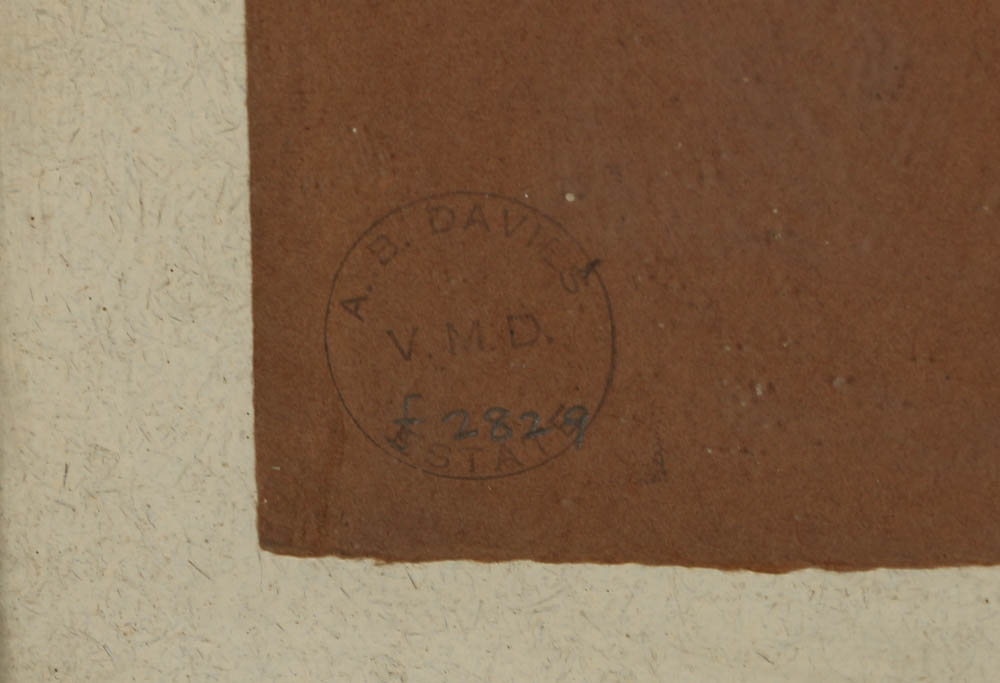 A. B. DAVIES.
V. M. D.
£ 2829
ESTATE